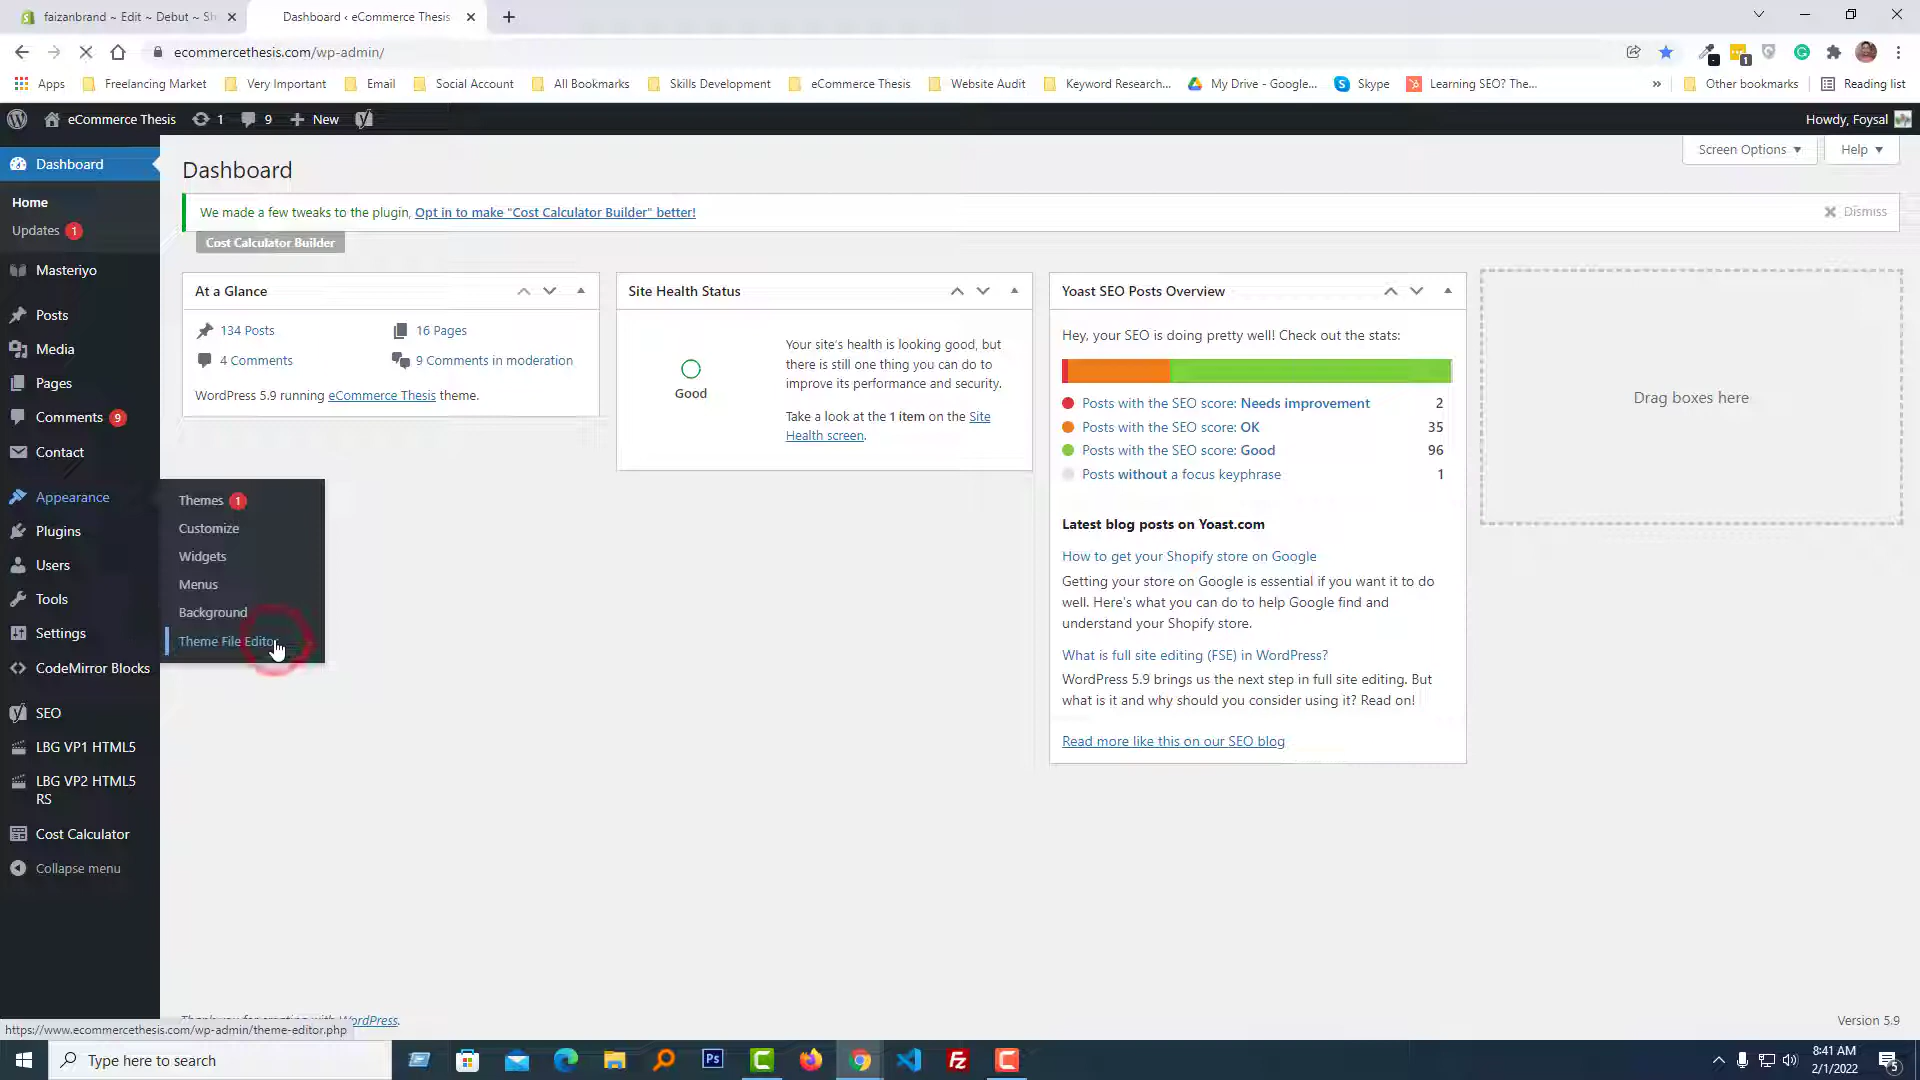 faizanbrand ~ Edit ~ Debut ~ Sh
Dashboard ‹ eCommerce Thesis
ecommercethesis.com/wp-admin/
1
Apps
Freelancing Market
Very Important
Email
Social Account
All Bookmarks
Skills Development
eCommerce Thesis
Website Audit
Keyword Research...
My Drive - Google...
Skype
Learning SEO? The...
»
Other bookmarks
Reading list
eCommerce Thesis
1
9
New
Howdy, Foysal
Screen Options
Help
Dashboard
Home
Updates 1
Masteriyo
Posts
Media
Pages
Comments 9
Contact
Appearance
Plugins
Users
Tools
Settings
CodeMirror Blocks
SEO
LBG VP1 HTML5
LBG VP2 HTML5
RS
Cost Calculator
Collapse menu
Themes 1
Customize
Widgets
Menus
Background
Theme File Editor
Dashboard
We made a few tweaks to the plugin, Opt in to make "Cost Calculator Builder" better!
Dismiss
Cost Calculator Builder
At a Glance
134 Posts
16 Pages
4 Comments
9 Comments in moderation
WordPress 5.9 running eCommerce Thesis theme.
Site Health Status
Good
Your site's health is looking good, but
there is still one thing you can do to
improve its performance and security.
Take a look at the 1 item on the Site
Health screen.
Yoast SEO Posts Overview
Hey, your SEO is doing pretty well! Check out the stats:
Posts with the SEO score: Needs improvement 2
Posts with the SEO score: OK 35
Posts with the SEO score: Good 96
Posts without a focus keyphrase 1
Latest blog posts on Yoast.com
How to get your Shopify store on Google
Getting your store on Google is essential if you want it to do
well. Here's what you can do to help Google find and
understand your Shopify store.
What is full site editing (FSE) in WordPress?
WordPress 5.9 brings us the next step in full site editing. But
what is it and why should you consider using it? Read on!
Read more like this on our SEO blog
Drag boxes here
Thank you for creating with WordPress.
Version 5.9
https://www.ecommercethesis.com/wp-admin/theme-editor.php
Type here to search
Ps
Fz
8:41 AM
2/1/2022
5